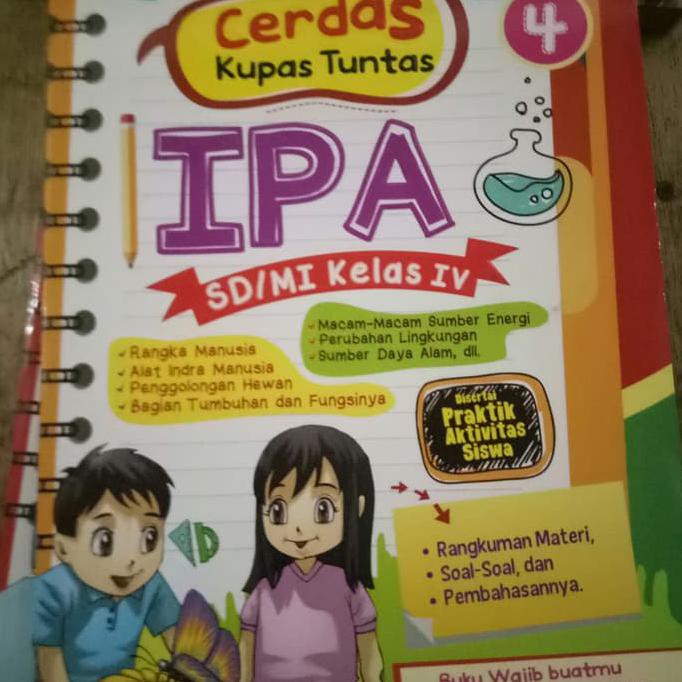 Cerdas
Kupas Tuntas
4
IPA
SD/MI Kelas IV
Macam-Macam Sumber Energi
Perubahan Lingkungan
Sumber Daya Alam, dll.
Rangka Manusia
Alat Indra Manusia
Penggolongan Hewan
Bagian Tumbuhan dan Fungsinya
Disertai
Praktik
Aktivitas
Siswa
• Rangkuman Materi,
• Soal-Soal, dan
• Pembahasannya.
Buku Wajib buatmu